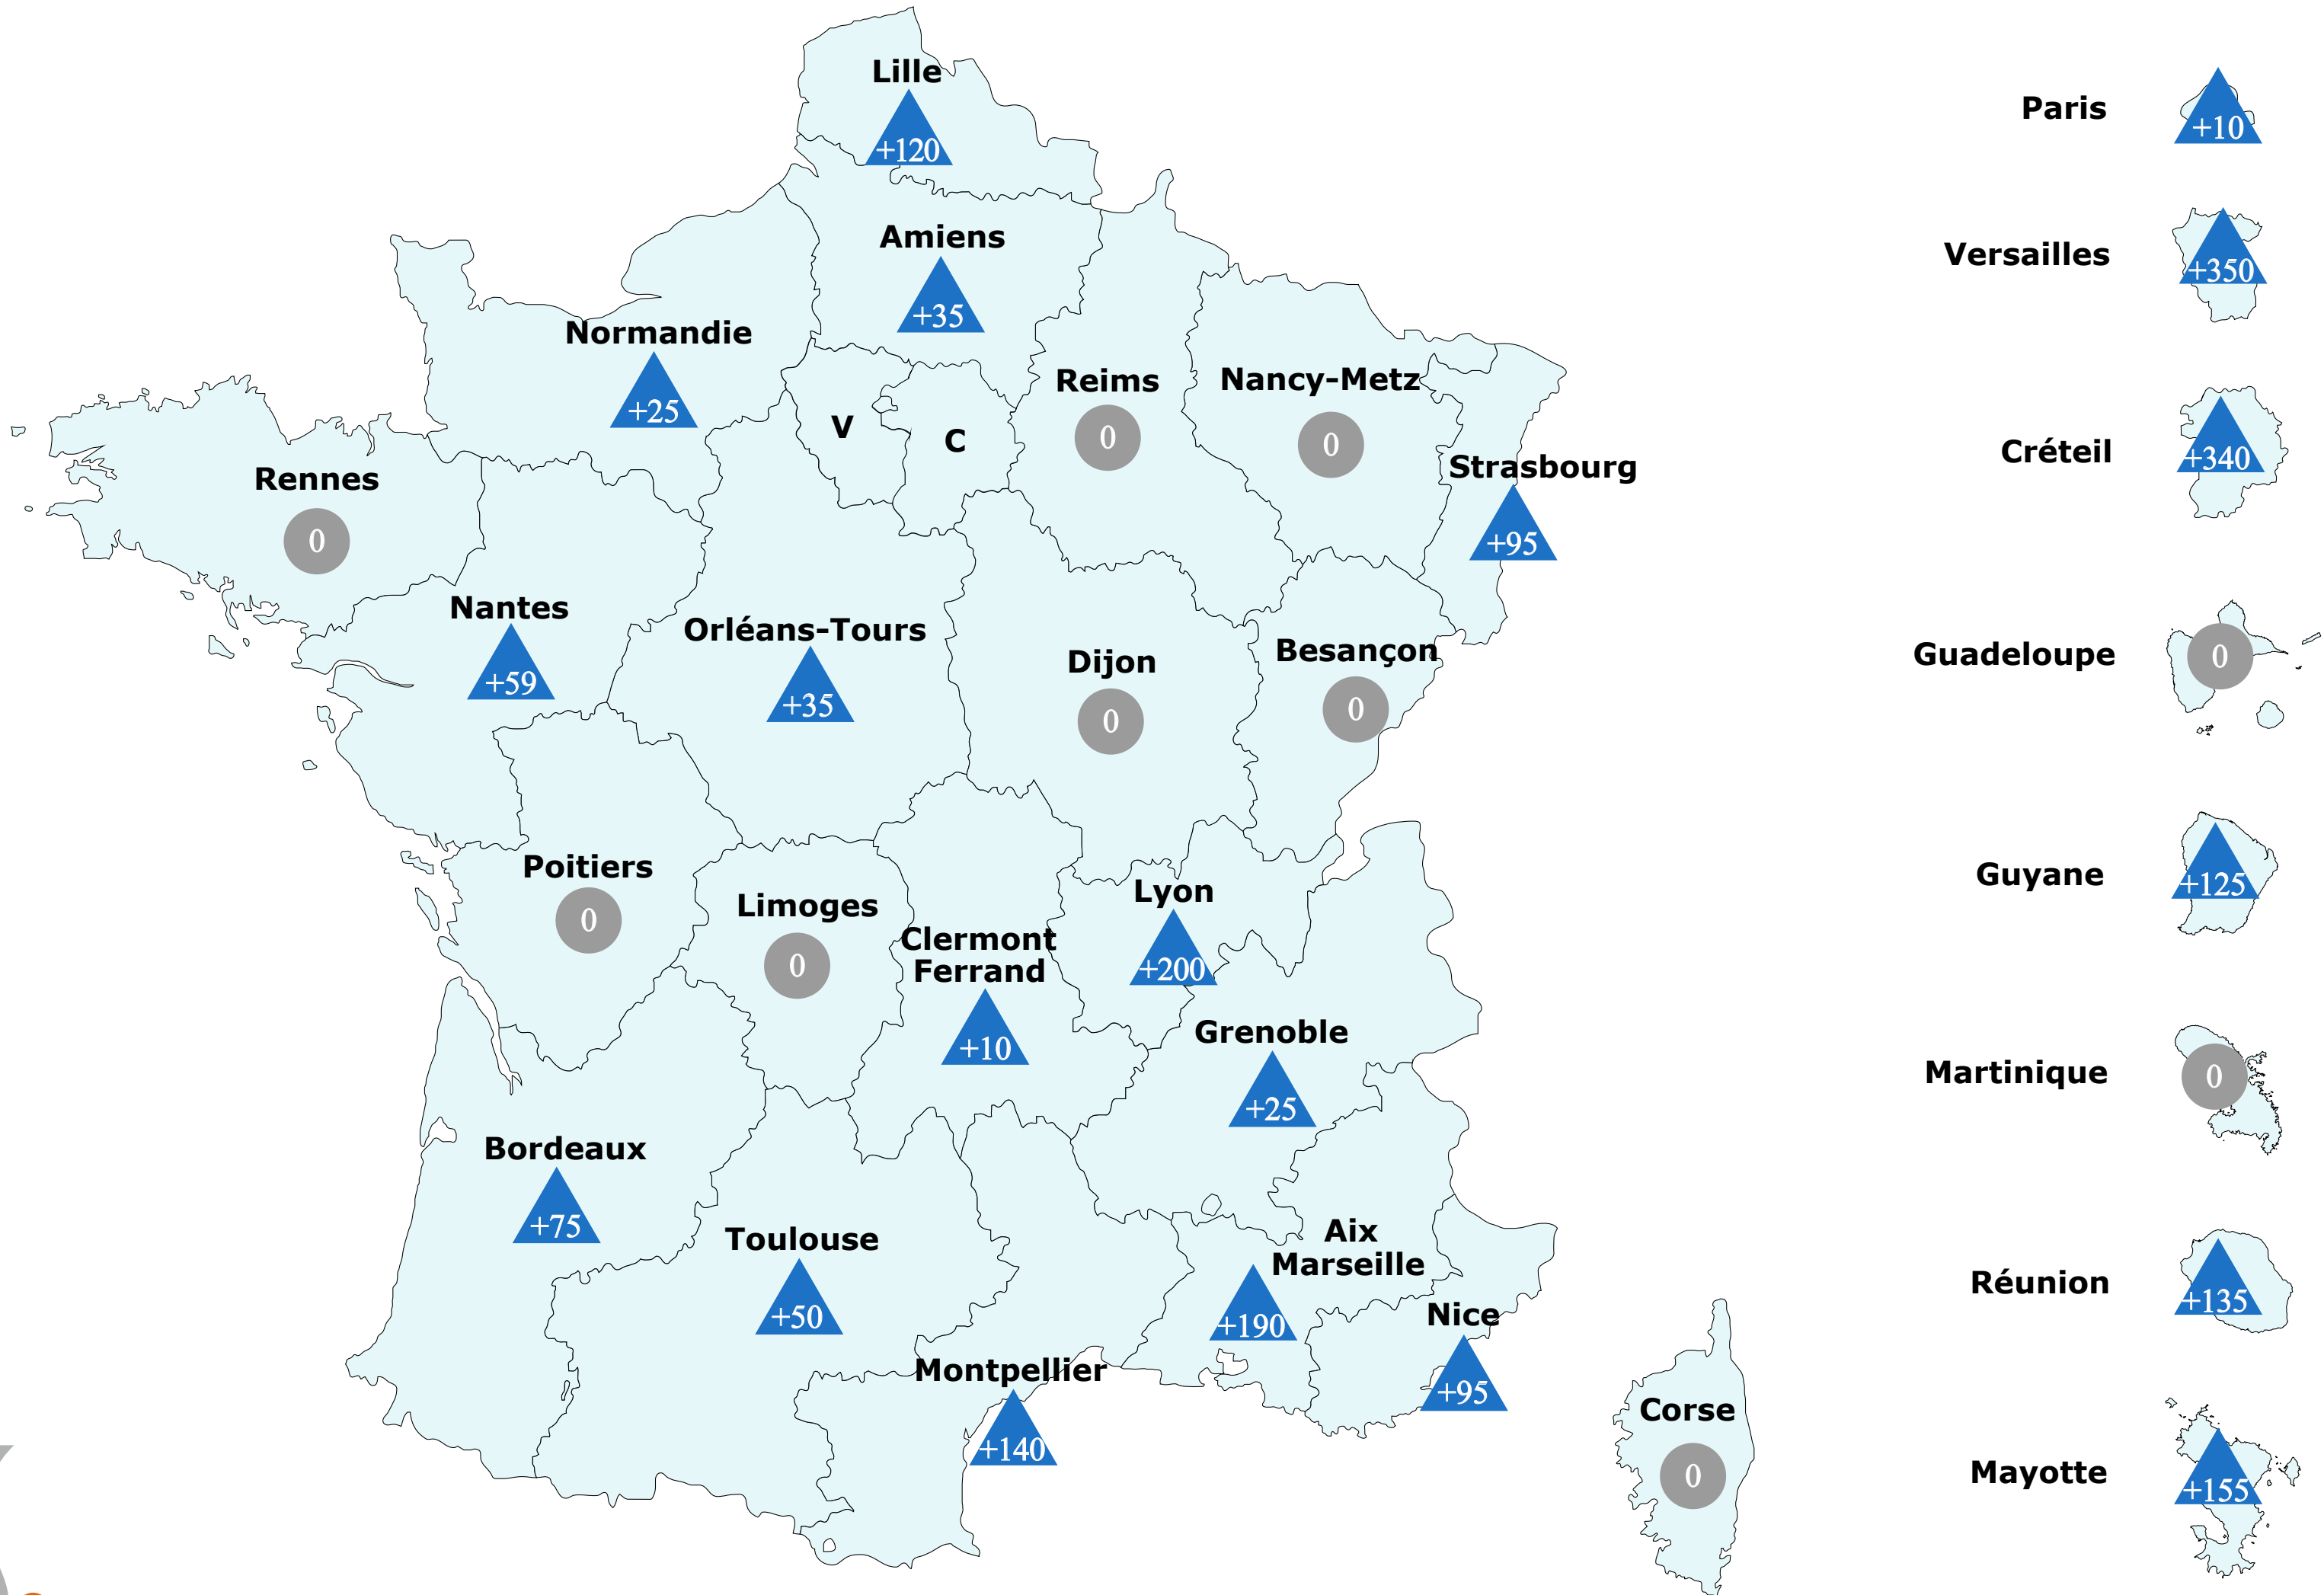 Lille
+120
Amiens
+35
Normandie
+25
V
C
Reims
0
Nancy-Metz
0
Strasbourg
+95
Rennes
0
Nantes
+59
Orléans-Tours
+35
Dijon
0
Besançon
0
Poitiers
0
Limoges
0
Clermont
Ferrand
+10
Lyon
+200
Grenoble
+25
Bordeaux
+75
Toulouse
+50
Montpellier
+140
Aix
Marseille
+190
Nice
+95
Corse
0
Paris
+10
Versailles
+350
Créteil
+340
Guadeloupe
0
Guyane
+125
Martinique
0
Réunion
+135
Mayotte
+155